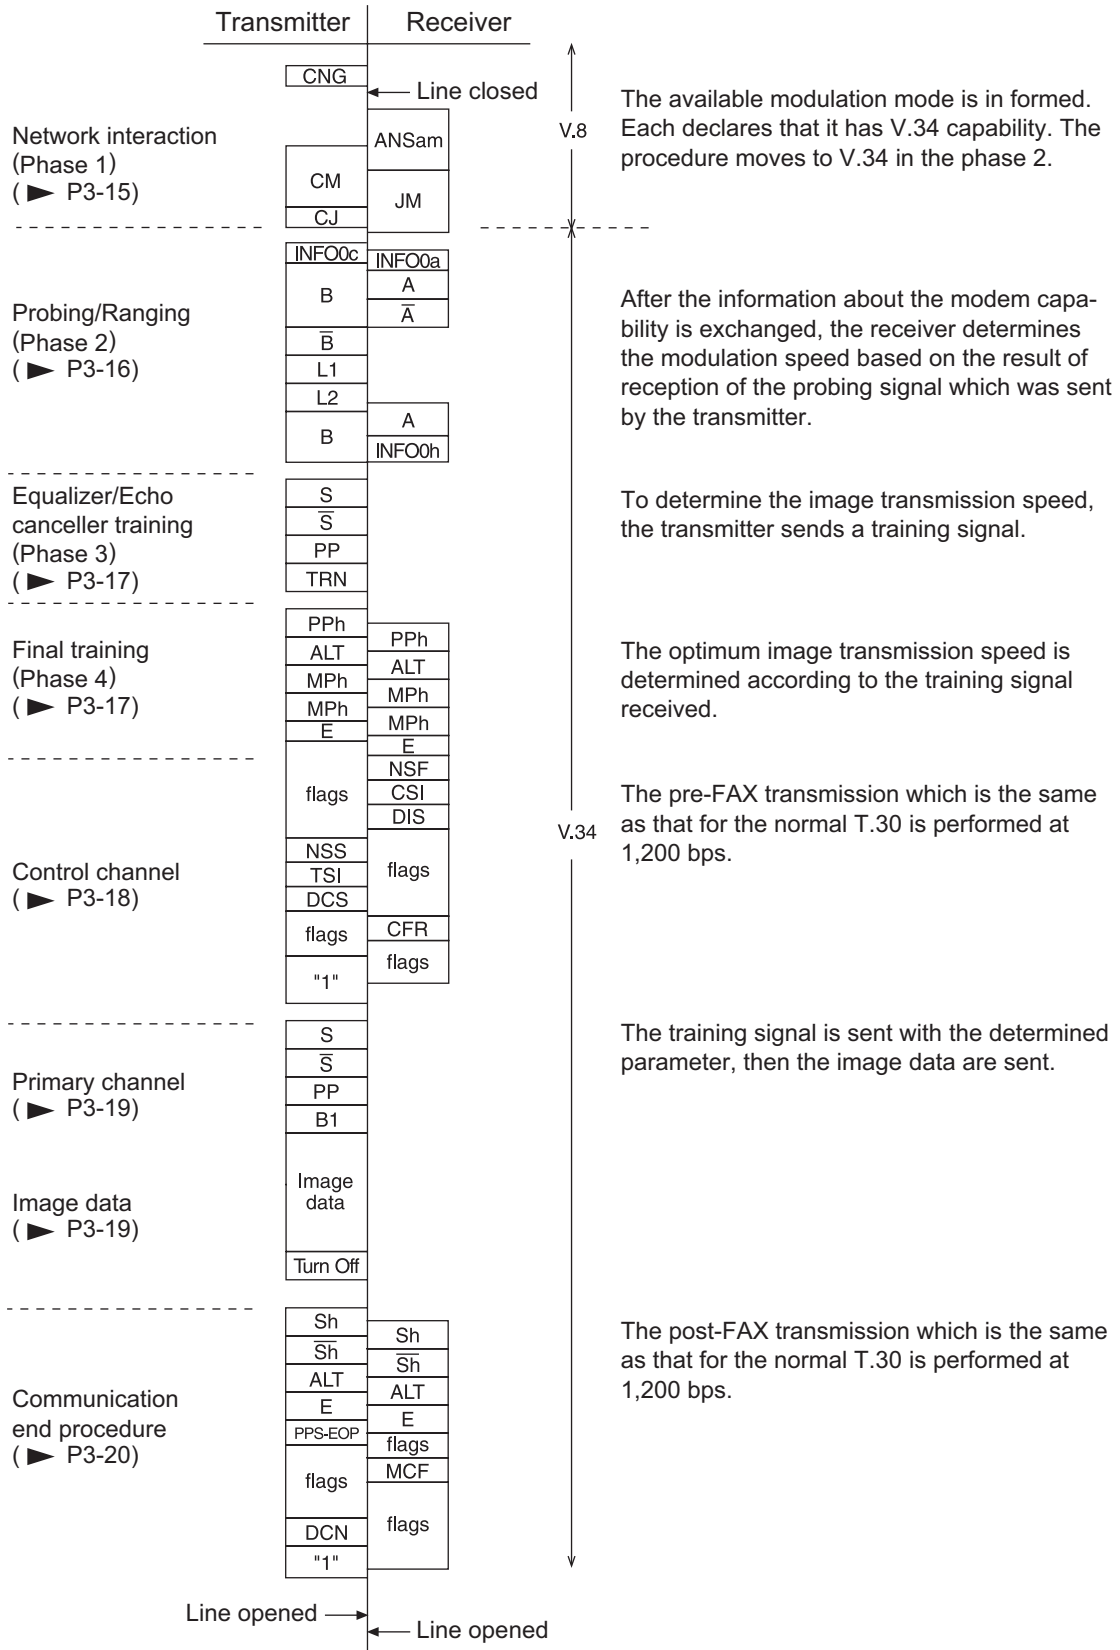 Transmitter Receiver
CNG
Line closed
ANSam
CM
JM
CJ
V.8
Network interaction
(Phase 1)
( ► P3-15)
The available modulation mode is in formed.
Each declares that it has V.34 capability. The
procedure moves to V.34 in the phase 2.
INFO0c
INFO0a
B
A
A̅
B̅
L1
L2
B
A
INFO0h
Probing/Ranging
(Phase 2)
( ► P3-16)
After the information about the modem capa-
bility is exchanged, the receiver determines
the modulation speed based on the result of
reception of the probing signal which was sent
by the transmitter.
Equalizer/Echo
canceller training
(Phase 3)
( ► P3-17)
S
S̅
PP
TRN
To determine the image transmission speed,
the transmitter sends a training signal.
Final training
(Phase 4)
( ► P3-17)
PPh
ALT
MPh
MPh
E
PPh
ALT
MPh
MPh
E
The optimum image transmission speed is
determined according to the training signal
received.
V.34
Control channel
( ► P3-18)
flags
NSS
TSI
DCS
flags
"1"
NSF
CSI
DIS
flags
CFR
flags
The pre-FAX transmission which is the same
as that for the normal T.30 is performed at
1,200 bps.
Primary channel
( ► P3-19)
S
S̅
PP
B1
The training signal is sent with the determined
parameter, then the image data are sent.
Image data
( ► P3-19)
Image
data
Turn Off
Communication
end procedure
( ► P3-20)
Sh
S̅h̅
ALT
E
PPS-EOP
flags
DCN
"1"
Sh
S̅h̅
ALT
E
flags
MCF
flags
The post-FAX transmission which is the same
as that for the normal T.30 is performed at
1,200 bps.
Line opened
Line opened